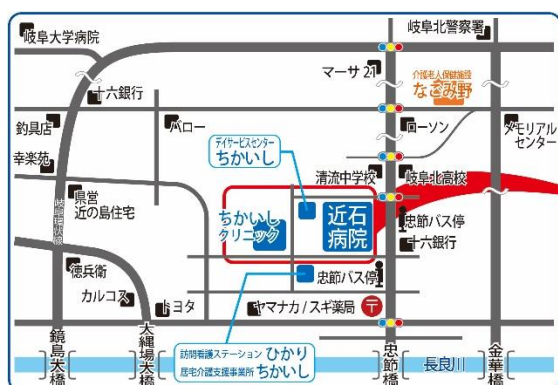 岐阜大学病院
岐阜北警察署
マーサ21
介護老人保健施設
なごみ野
十六銀行
釣具店
バロー
ローソン
メモリアル
センター
デイサービスセンター
ちかいし
幸楽苑
清流中学校
岐阜北高校
県営
近の島住宅
岐阜環状線
ちかいし
クリニック
近石
病院
忠節バス停
十六銀行
徳兵衛
忠節バス停
カルコス
トヨタ
ヤマナカ/スギ薬局
〒
訪問看護ステーション ひかり
居宅介護支援事業所 ちかいし
鏡島大橋
大縄場大橋
忠節橋
長良川
金華橋